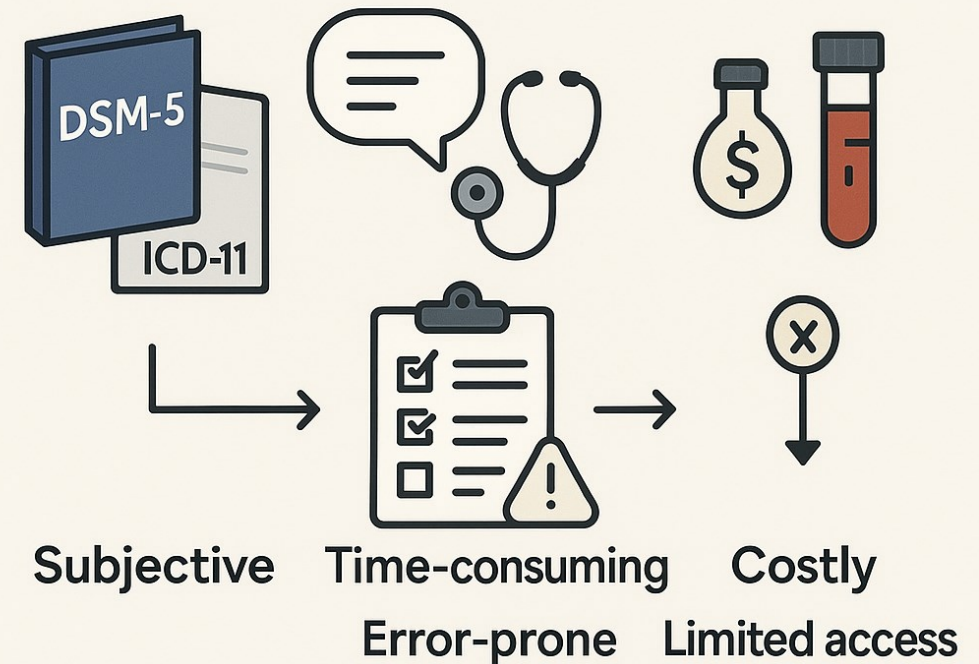 DSM-5
ICD-11
$
!
x
Subjective
Time-consuming
Costly
Error-prone
Limited access